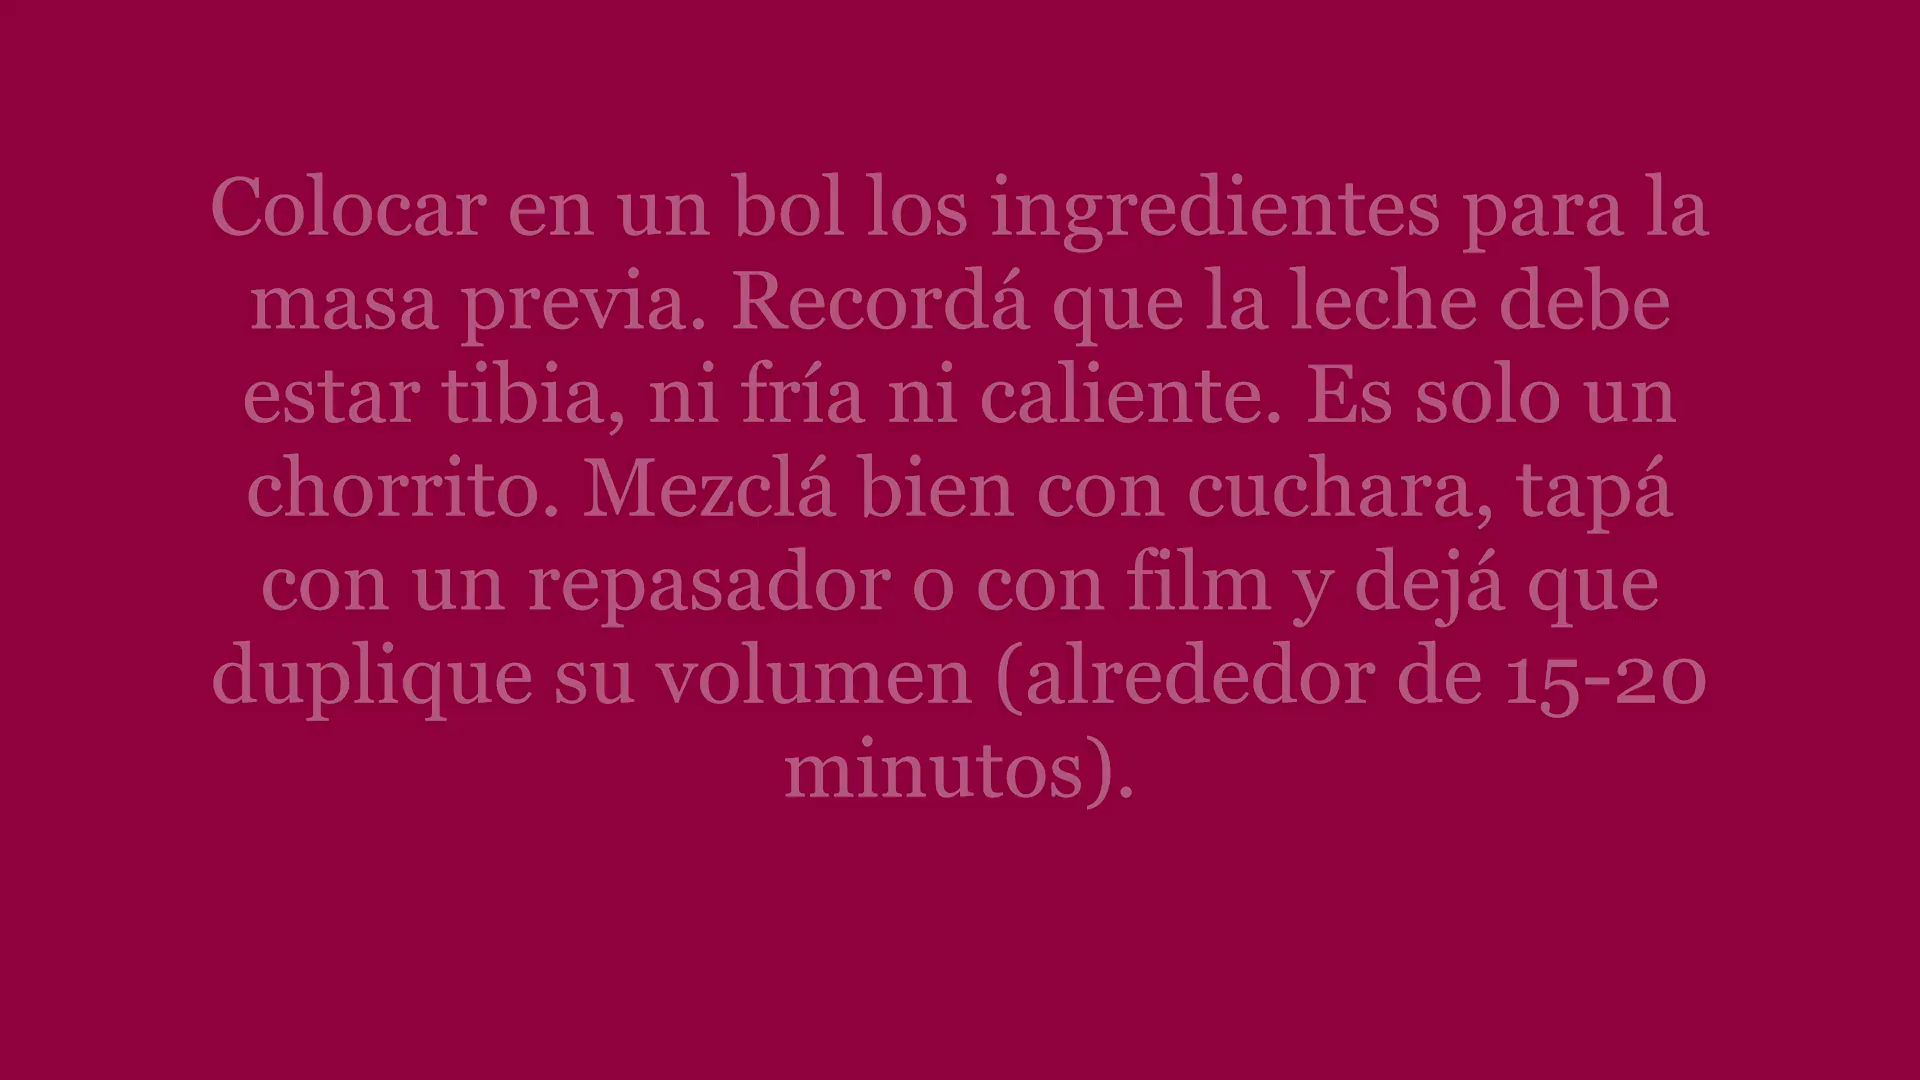 Colocar en un bol los ingredientes para la
masa previa. Recordá que la leche debe
estar tibia, ni fría ni caliente. Es solo un
chorrito. Mezclá bien con cuchara, tapá
con un repasador o con film y dejá que
duplique su volumen (alrededor de 15-20
minutos).